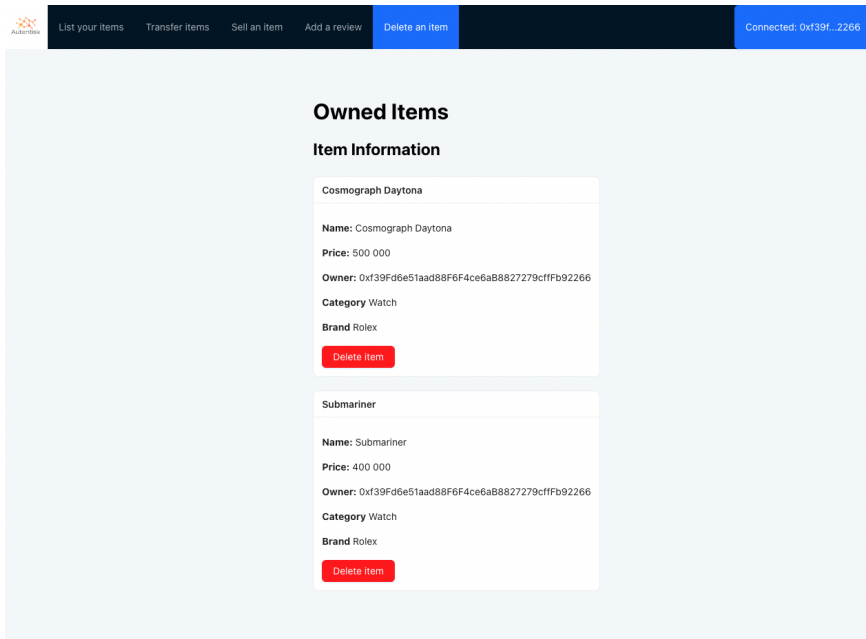 Autentisk
List your items
Transfer items
Sell an item
Add a review
Delete an item
Connected: 0xf39f...2266
Owned Items
Item Information
Cosmograph Daytona
Name: Cosmograph Daytona
Price: 500 000
Owner: 0xf39Fd6e51aad88F6F4ce6aB8827279cffFb92266
Category Watch
Brand Rolex
Delete item
Submariner
Name: Submariner
Price: 400 000
Owner: 0xf39Fd6e51aad88F6F4ce6aB8827279cffFb92266
Category Watch
Brand Rolex
Delete item